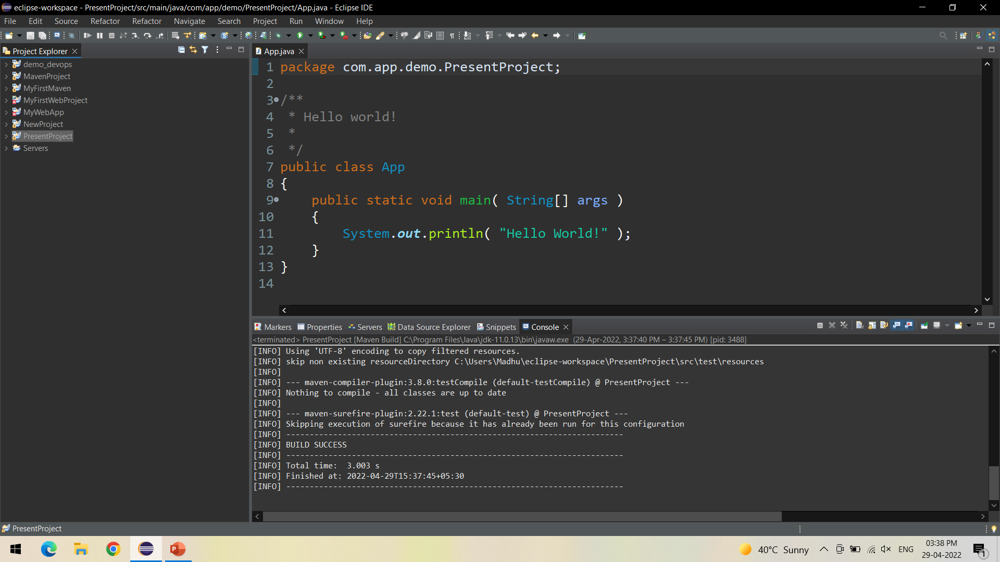 eclipse-workspace - PresentProject/src/main/java/com/app/demo/PresentProject/App.java - Eclipse IDE
File Edit Source Refactor Refactor Navigate Search Project Run Window Help
Project Explorer
demo_devops
MavenProject
MyFirstMaven
MyFirstWebProject
MyWebApp
NewProject
PresentProject
Servers
App.java
1 package com.app.demo.PresentProject;
2
3 /**
4  * Hello world!
5  *
6  */
7 public class App
8 {
9     public static void main( String[] args )
10     {
11         System.out.println( "Hello World!" );
12     }
13 }
14
Markers Properties Servers Data Source Explorer Snippets Console
<terminated> PresentProject [Maven Build] C:\Program Files\Java\jdk-11.0.13\bin\javaw.exe (29-Apr-2022, 3:37:40 PM – 3:37:45 PM) [pid: 3488]
[INFO] Using 'UTF-8' encoding to copy filtered resources.
[INFO] skip non existing resourceDirectory C:\Users\Madhu\eclipse-workspace\PresentProject\src\test\resources
[INFO]
[INFO] --- maven-compiler-plugin:3.8.0:testCompile (default-testCompile) @ PresentProject ---
[INFO] Nothing to compile - all classes are up to date
[INFO]
[INFO] --- maven-surefire-plugin:2.22.1:test (default-test) @ PresentProject ---
[INFO] Skipping execution of surefire because it has already been run for this configuration
[INFO] ------------------------------------------------------------------------
[INFO] BUILD SUCCESS
[INFO] ------------------------------------------------------------------------
[INFO] Total time:  3.003 s
[INFO] Finished at: 2022-04-29T15:37:45+05:30
[INFO] ------------------------------------------------------------------------
PresentProject
40°C Sunny ENG 03:38 PM
29-04-2022
1